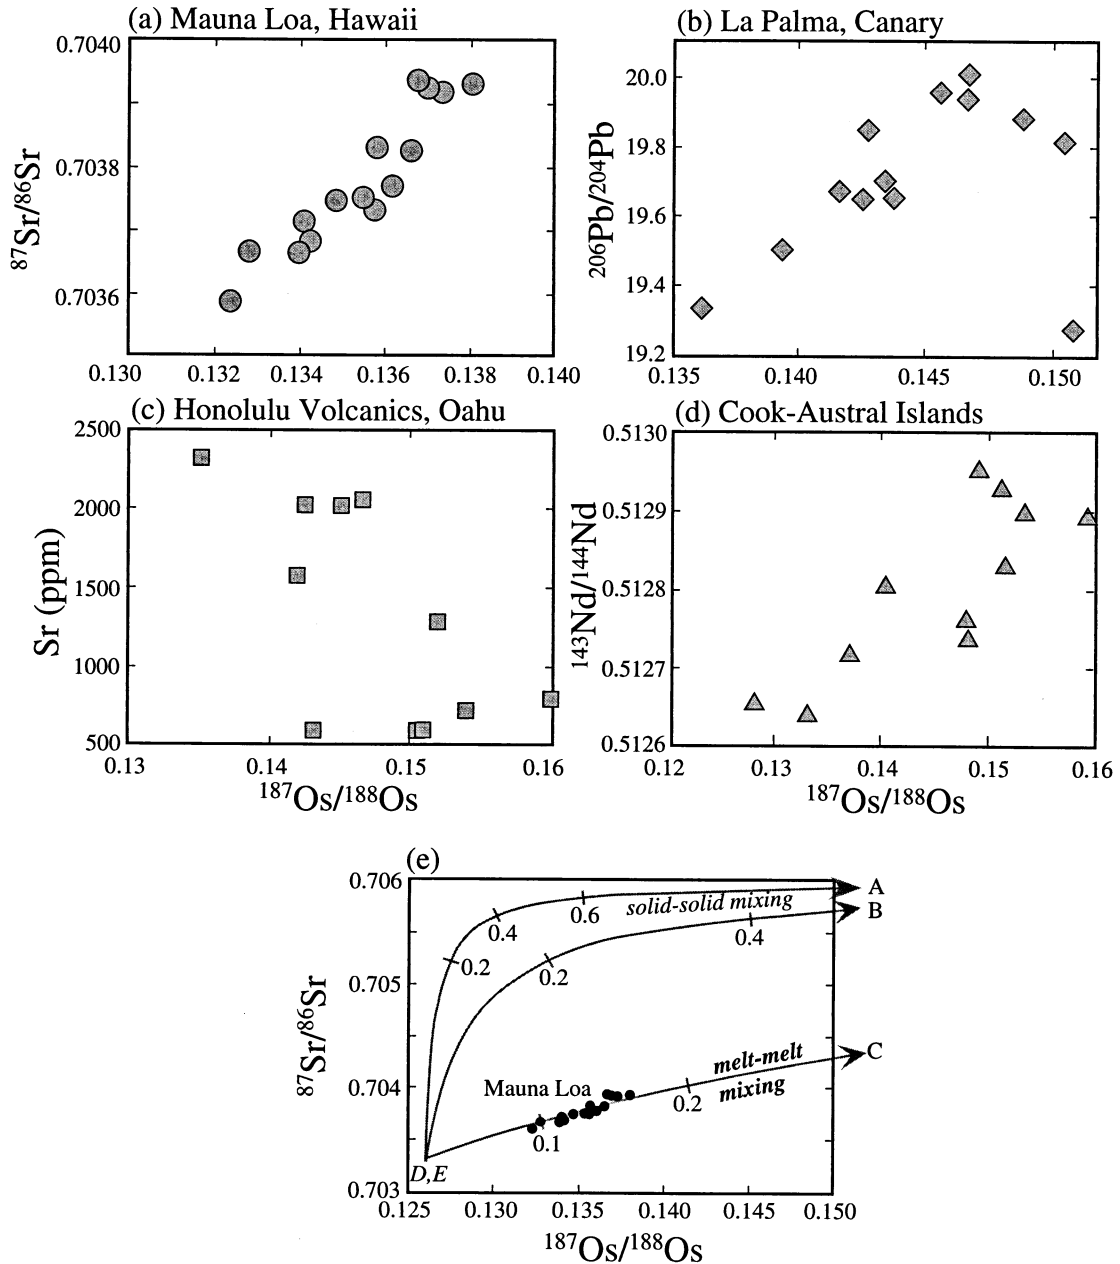 (a) Mauna Loa, Hawaii
0.7040
0.7038
0.7036
⁸⁷Sr/⁸⁶Sr
0.130 0.132 0.134 0.136 0.138 0.140
(b) La Palma, Canary
20.0
19.8
19.6
19.4
19.2
²⁰⁶Pb/²⁰⁴Pb
0.135 0.140 0.145 0.150
(c) Honolulu Volcanics, Oahu
2500
2000
1500
1000
500
Sr (ppm)
0.13 0.14 0.15 0.16
¹⁸⁷Os/¹⁸⁸Os
(d) Cook-Austral Islands
0.5130
0.5129
0.5128
0.5127
0.5126
¹⁴³Nd/¹⁴⁴Nd
0.12 0.13 0.14 0.15 0.16
¹⁸⁷Os/¹⁸⁸Os
(e)
0.706
0.705
0.704
0.703
⁸⁷Sr/⁸⁶Sr
A
solid-solid mixing
B
0.6
0.4
0.4
0.2
0.2
C
melt-melt
mixing
Mauna Loa
0.2
0.1
D,E
0.125 0.130 0.135 0.140 0.145 0.150
¹⁸⁷Os/¹⁸⁸Os